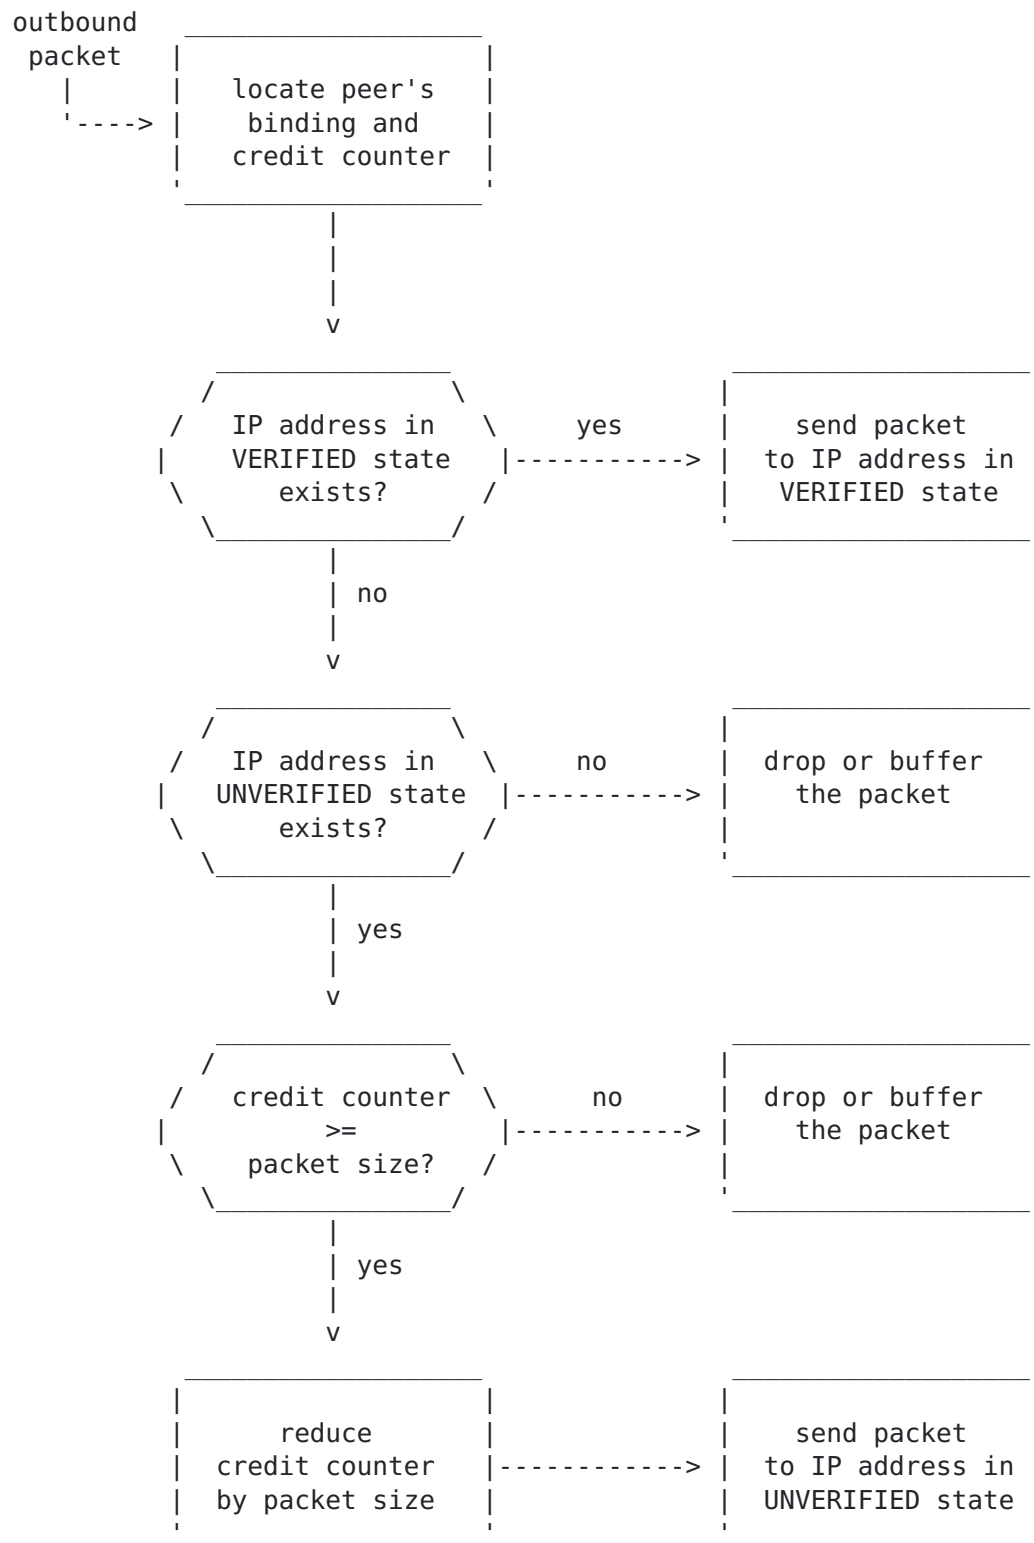 outbound
packet
locate peer's
binding and
credit counter
IP address in
VERIFIED state
exists?
yes
send packet
to IP address in
VERIFIED state
no
IP address in
UNVERIFIED state
exists?
no
drop or buffer
the packet
yes
credit counter
>=
packet size?
no
drop or buffer
the packet
yes
reduce
credit counter
by packet size
send packet
to IP address in
UNVERIFIED state